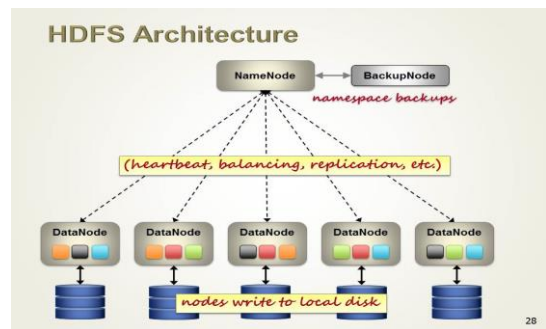 HDFS Architecture
NameNode
BackupNode
namespace backups
(heartbeat, balancing, replication, etc.)
DataNode DataNode DataNode DataNode DataNode
nodes write to local disk
28